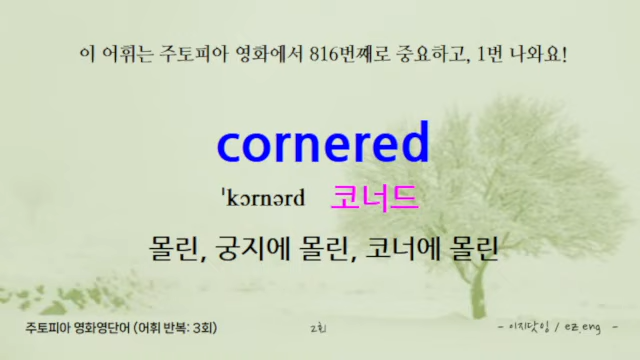 이 어휘는 주토피아 영화에서 816번째로 중요하고, 1번 나와요!
cornered
'kɔrnərd 코너드
몰린, 궁지에 몰린, 코너에 몰린
주토피아 영화영단어 (어휘 반복: 3회) 2회 - 이지닷잉 / ez.eng -